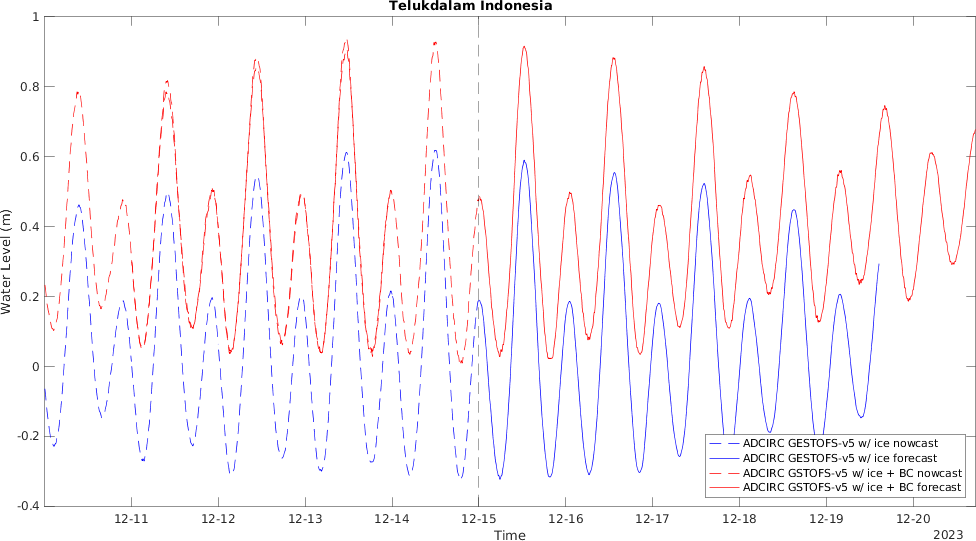 Telukdalam Indonesia
1
0.8
0.6
0.4
0.2
0
-0.2
-0.4
Water Level (m)
ADCIRC GESTOFS-v5 w/ ice nowcast
ADCIRC GESTOFS-v5 w/ ice forecast
ADCIRC GSTOFS-v5 w/ ice + BC nowcast
ADCIRC GSTOFS-v5 w/ ice + BC forecast
12-11 12-12 12-13 12-14 12-15 12-16 12-17 12-18 12-19 12-20
Time
2023